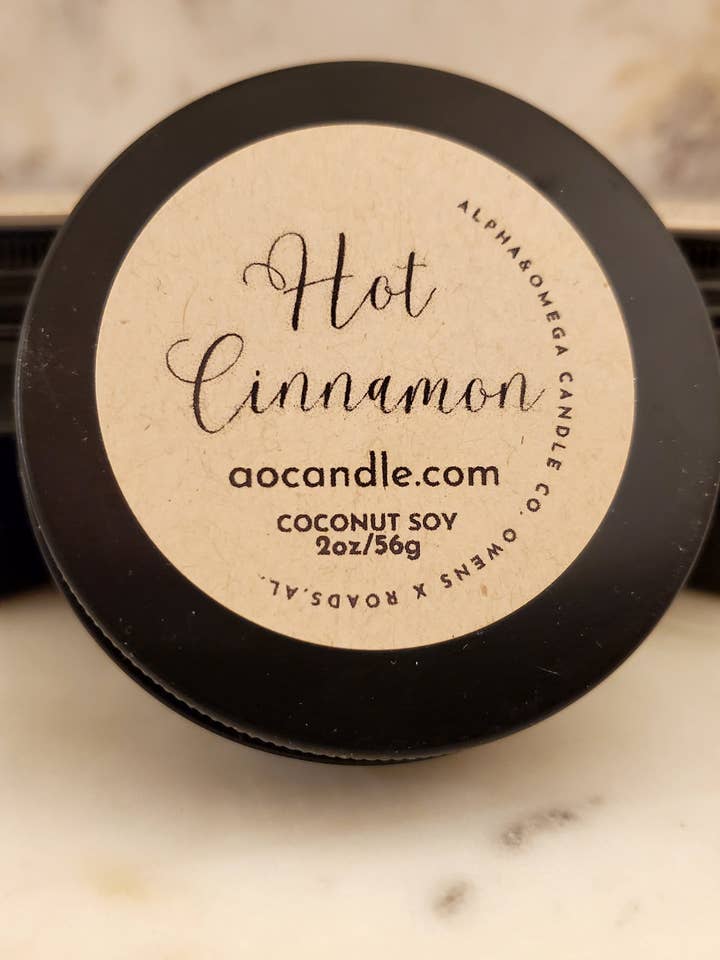 Hot
Cinnamon
aocandle.com
COCONUT SOY
2oz/56g
ALPHA&OMEGA CANDLE CO. OWENS X ROADS,AL.